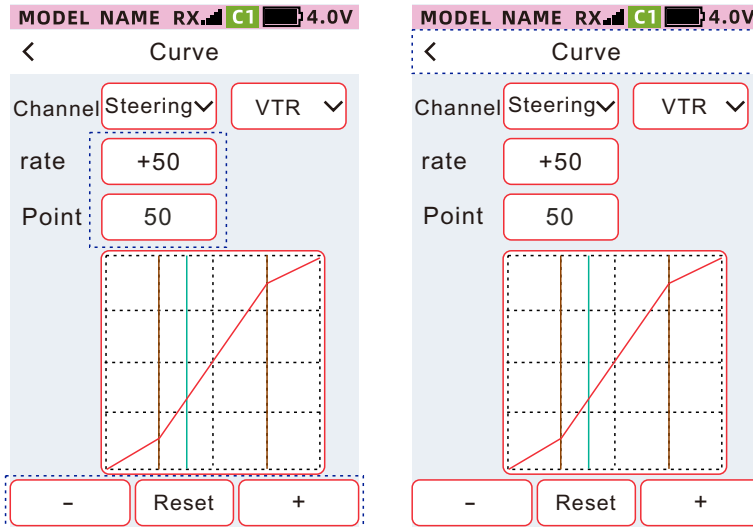 MODEL NAME RX C1 4.0V
Curve
Channel Steering VTR
rate +50
Point 50
- Reset +
MODEL NAME RX C1 4.0V
Curve
Channel Steering VTR
rate +50
Point 50
- Reset +